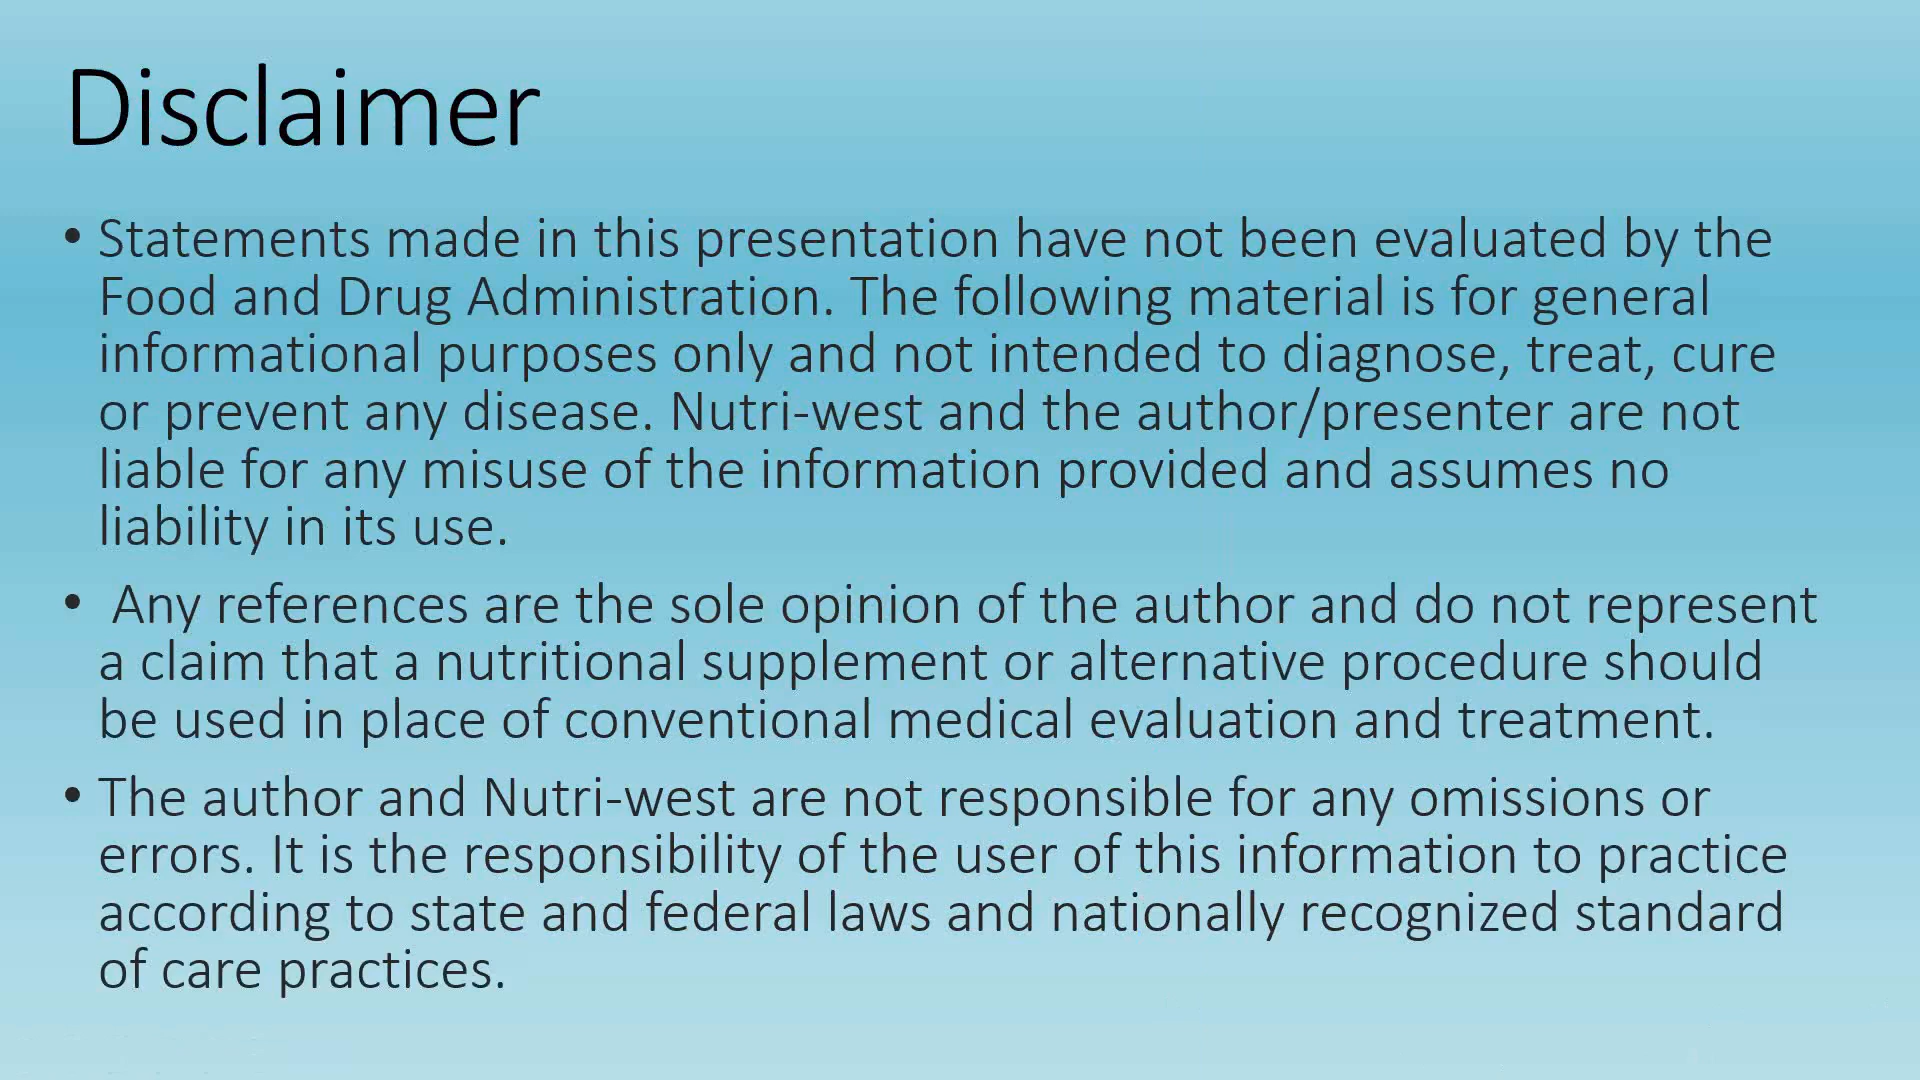 Disclaimer
• Statements made in this presentation have not been evaluated by the
Food and Drug Administration. The following material is for general
informational purposes only and not intended to diagnose, treat, cure
or prevent any disease. Nutri-west and the author/presenter are not
liable for any misuse of the information provided and assumes no
liability in its use.
• Any references are the sole opinion of the author and do not represent
a claim that a nutritional supplement or alternative procedure should
be used in place of conventional medical evaluation and treatment.
• The author and Nutri-west are not responsible for any omissions or
errors. It is the responsibility of the user of this information to practice
according to state and federal laws and nationally recognized standard
of care practices.